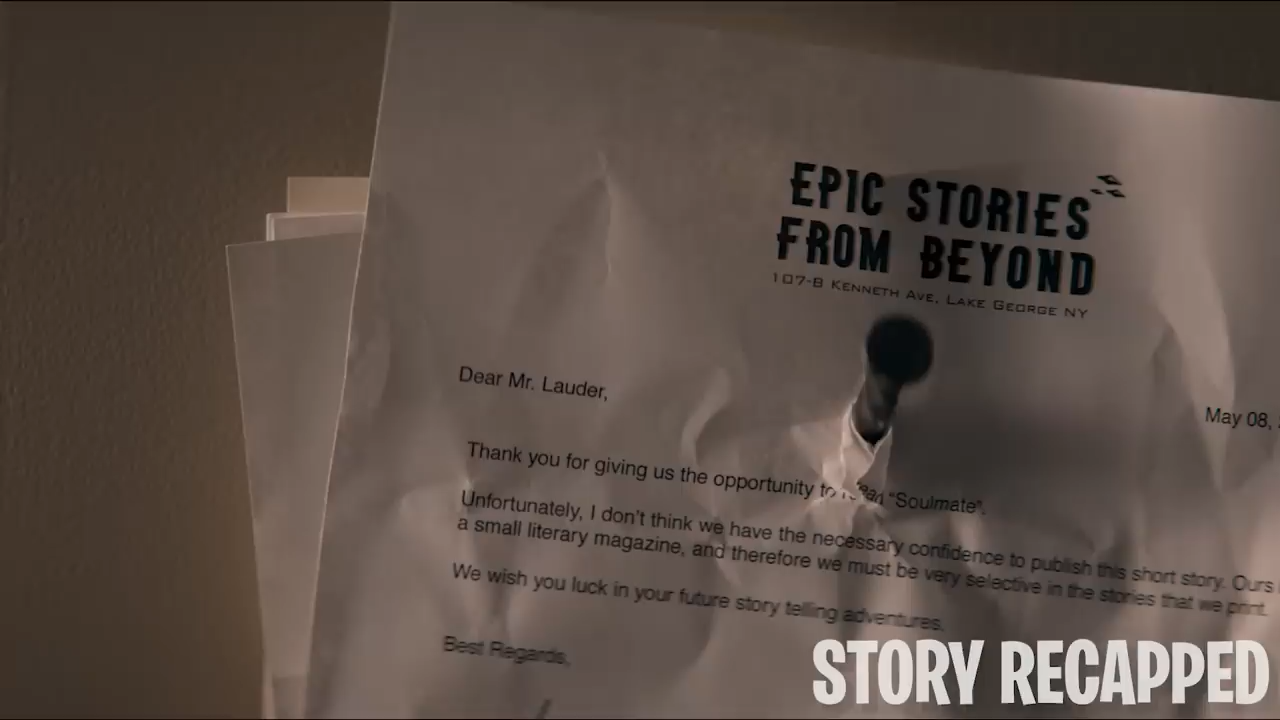 EPIC STORIES
FROM BEYOND
107-B KENNETH AVE, LAKE GEORGE NY
Dear Mr. Lauder,
May 08,
Thank you for giving us the opportunity to read “Soulmate”.
Unfortunately, I don't think we have the necessary confidence to publish this short story. Ours
a small literary magazine, and therefore we must be very selective in the stories that we print.
We wish you luck in your future story telling adventures.
Best Regards,
STORY RECAPPED